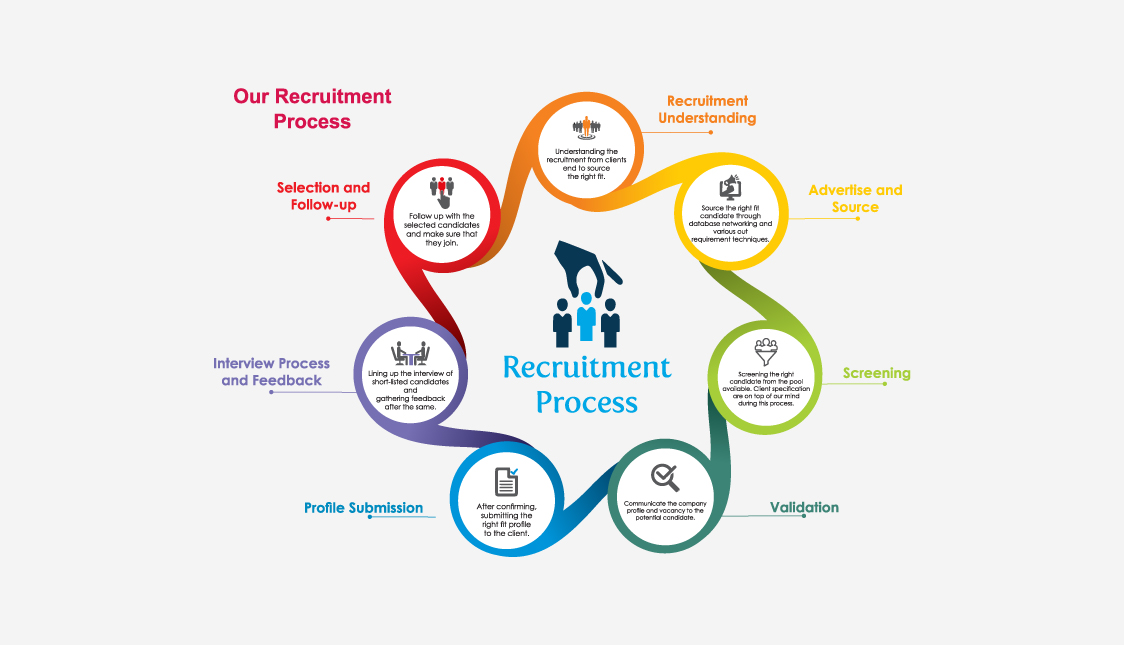 Our Recruitment
Process
Recruitment
Understanding
Understanding the
recruitment from clients
end to source
the right fit.
Advertise and
Source
Source the right fit
candidate through
database networking and
various out
requirement techniques.
Screening
Screening the right
candidate from the pool
available. Client specification
are on top of our mind
during this process.
Validation
Communicate the company
profile and vacancy to the
potential candidate.
Profile Submission
After confirming,
submitting the
right fit profile
to the client.
Interview Process
and Feedback
Lining up the interview of
short-listed candidates
and
gathering feedback
after the same.
Selection and
Follow-up
Follow up with the
selected candidates
and make sure that
they join.
Recruitment
Process